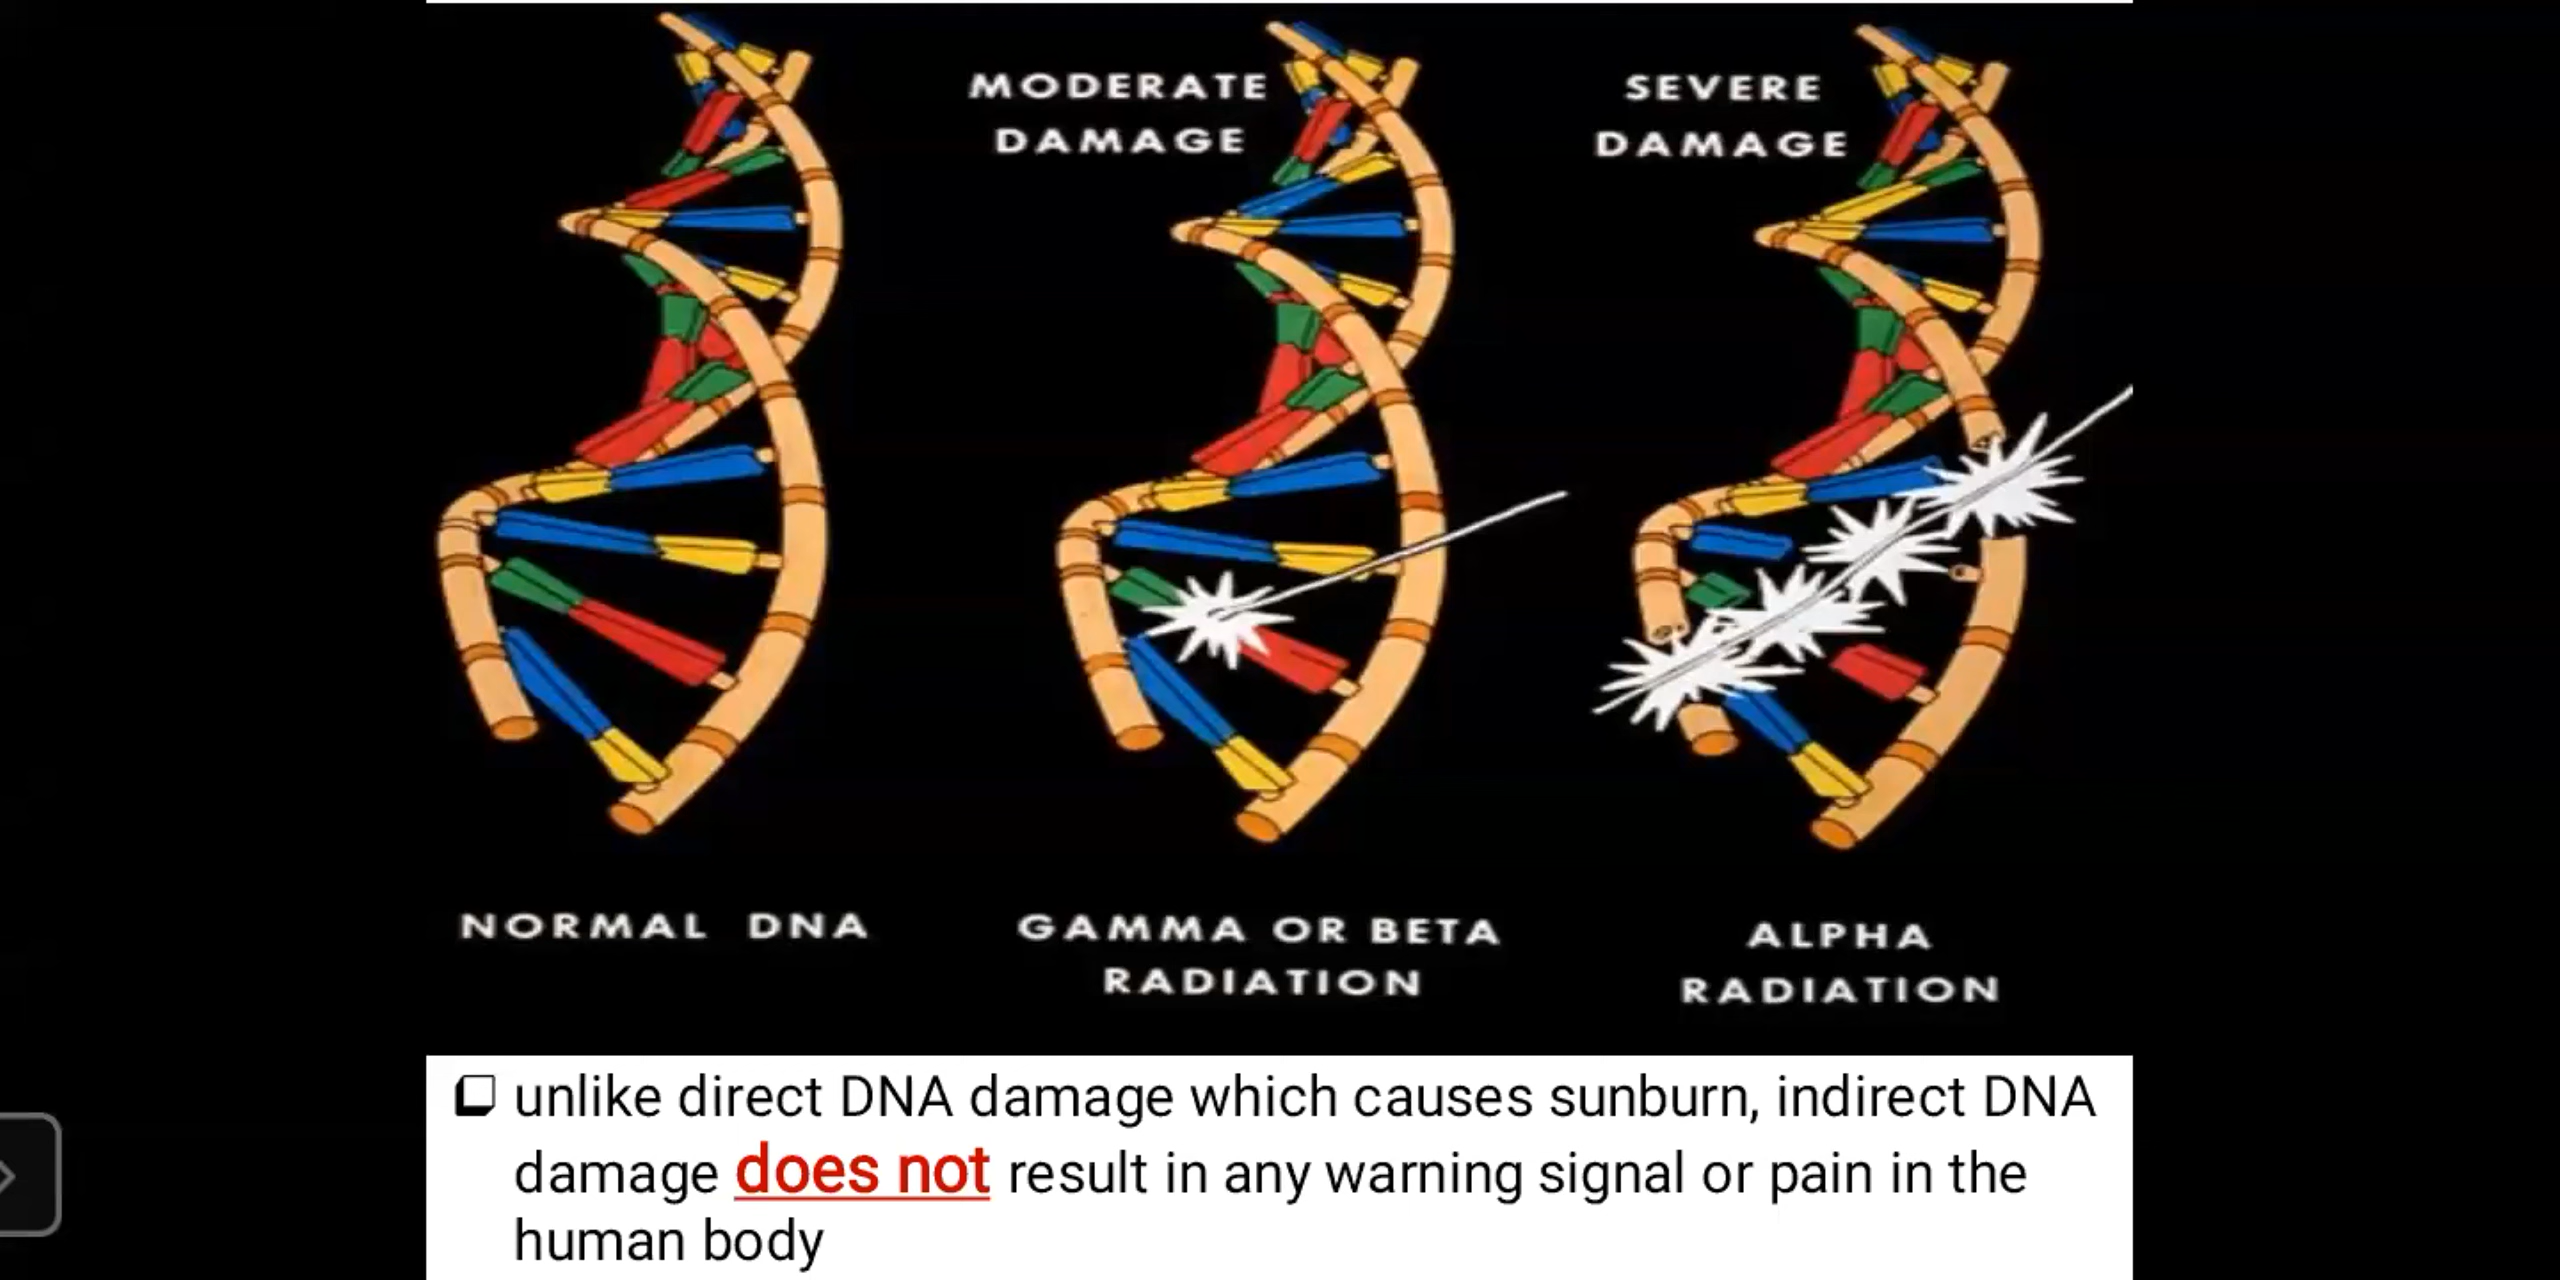 MODERATE
DAMAGE
SEVERE
DAMAGE
NORMAL DNA
GAMMA OR BETA
RADIATION
ALPHA
RADIATION
unlike direct DNA damage which causes sunburn, indirect DNA
damage does not result in any warning signal or pain in the
human body